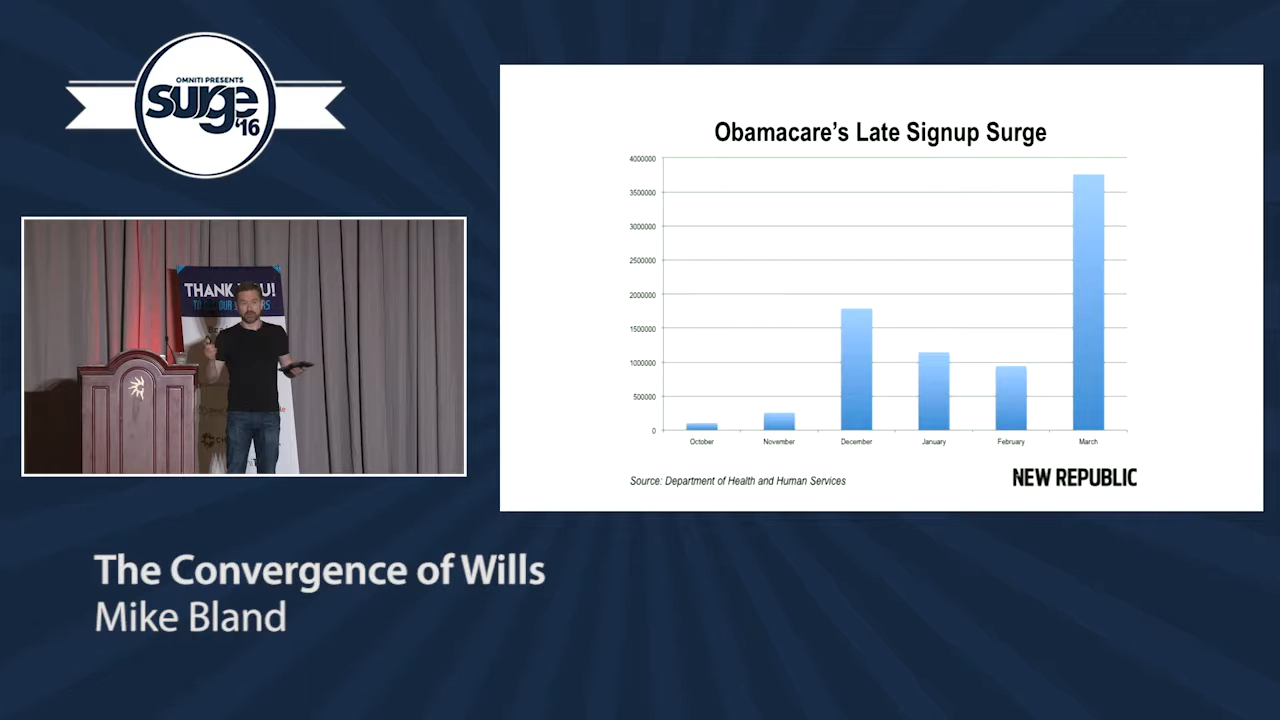 OMNITI PRESENTS
surge
'16
THANK YOU!
Obamacare's Late Signup Surge
4000000
3500000
3000000
2500000
2000000
1500000
1000000
500000
0
October November December January February March
Source: Department of Health and Human Services
NEW REPUBLIC
The Convergence of Wills
Mike Bland